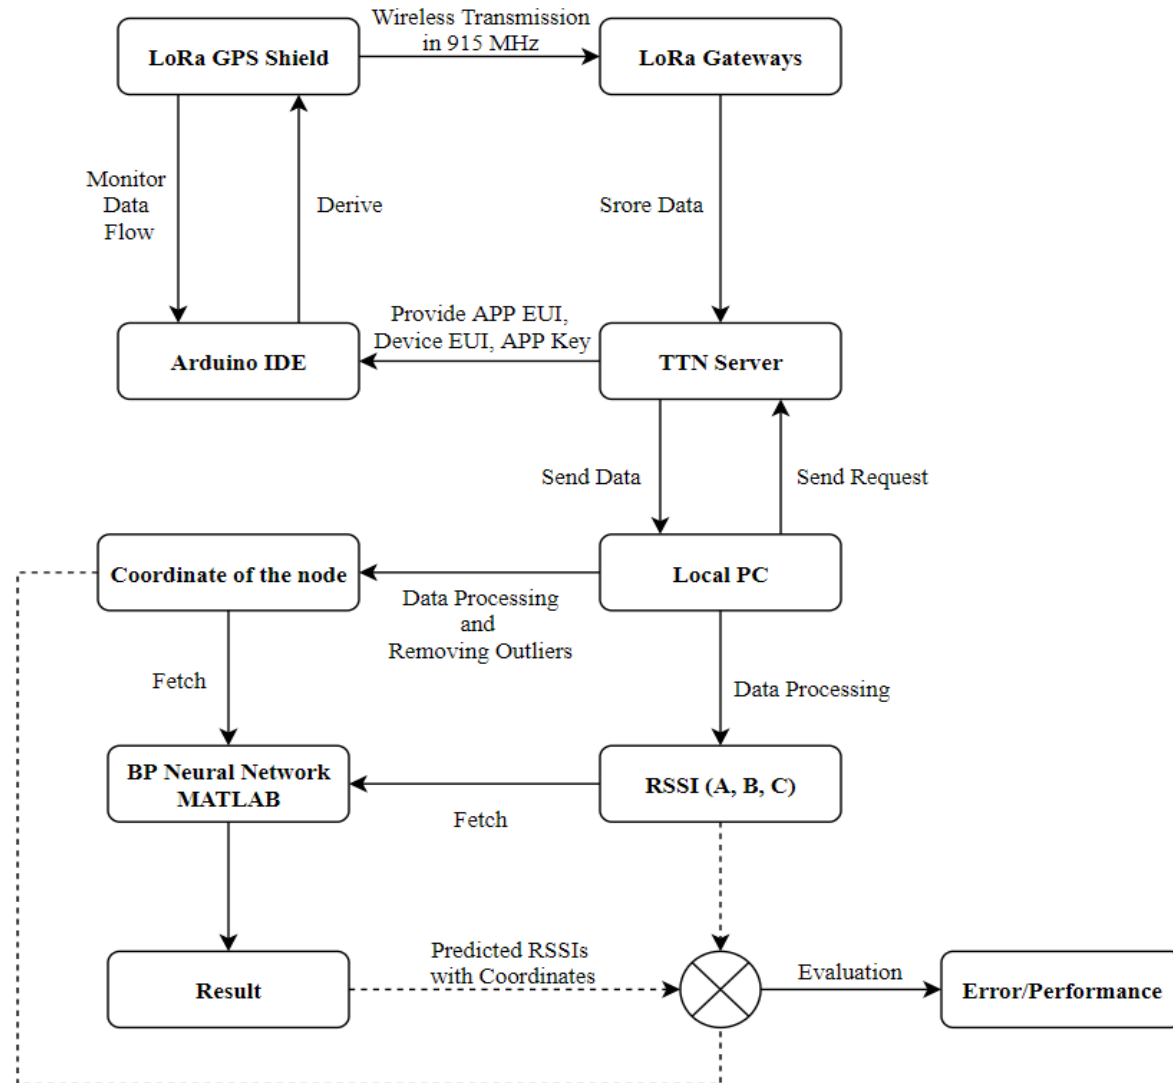 Wireless Transmission
in 915 MHz
LoRa GPS Shield
LoRa Gateways
Monitor
Data
Flow
Derive
Srore Data
Provide APP EUI,
Device EUI, APP Key
Arduino IDE
TTN Server
Send Data
Send Request
Coordinate of the node
Local PC
Data Processing
and
Removing Outliers
Fetch
Data Processing
BP Neural Network
MATLAB
RSSI (A, B, C)
Fetch
Predicted RSSIs
with Coordinates
Evaluation
Result
Error/Performance